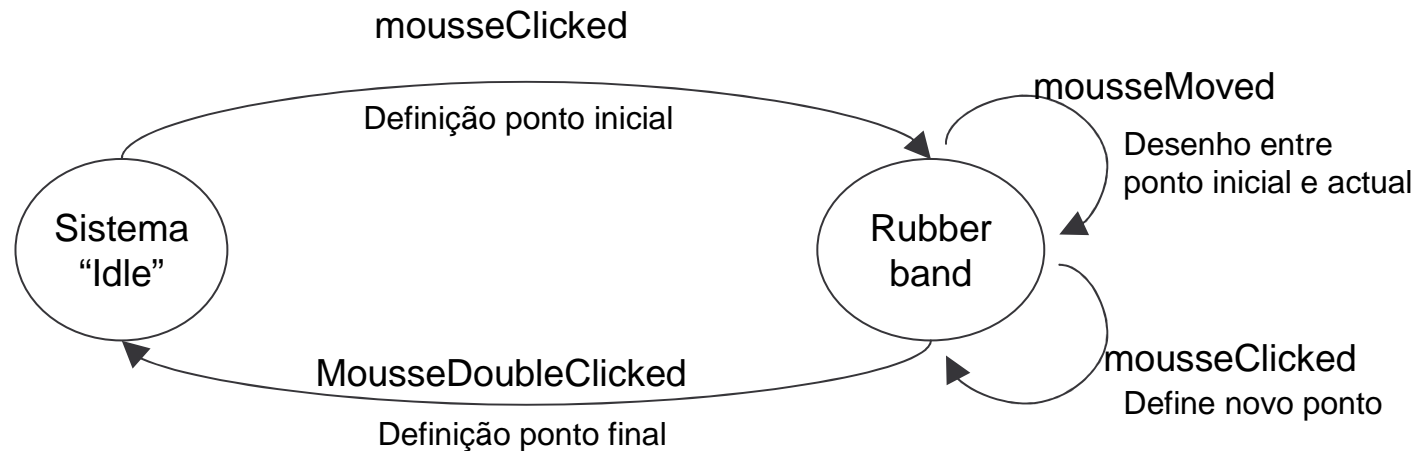 mousseClicked
Definição ponto inicial
mousseMoved
Desenho entre
ponto inicial e actual
Sistema
“Idle”
Rubber
band
MousseDoubleClicked
Definição ponto final
mousseClicked
Define novo ponto